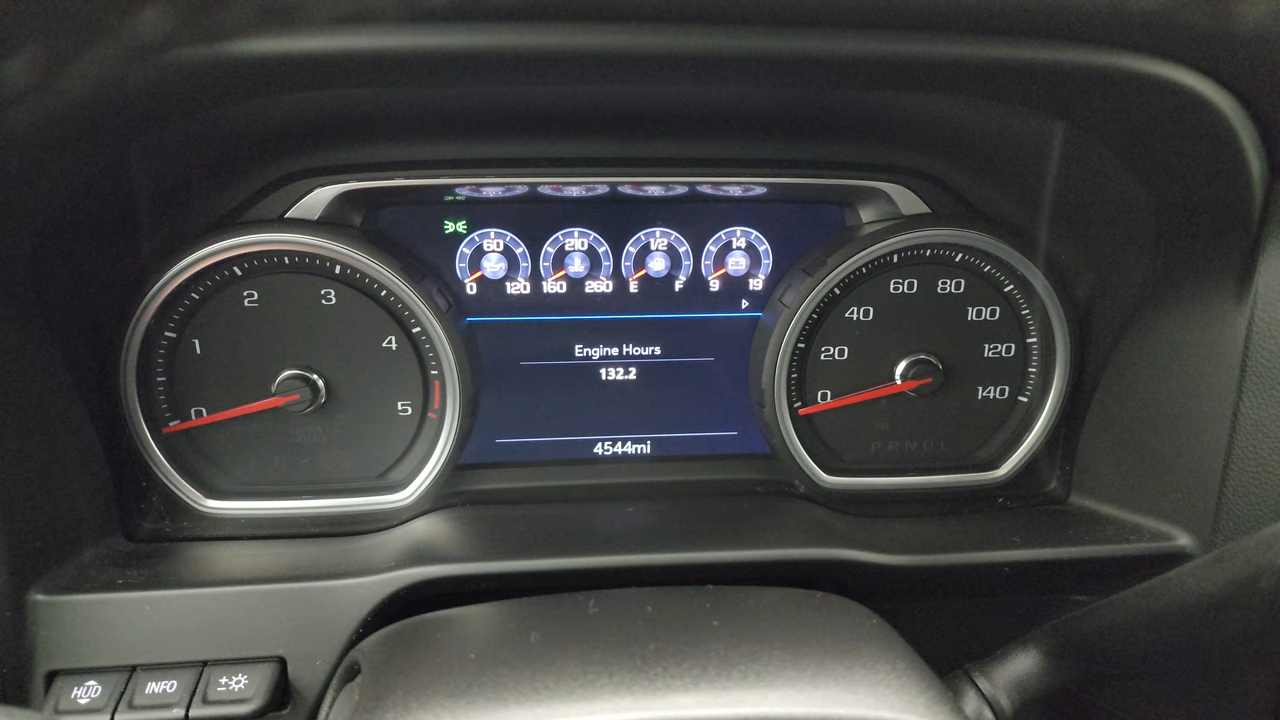 60 210 1/2 14
0 120 160 260 E F 9 19
Engine Hours
132.2
4544mi
0 1 2 3 4 5
0 20 40 60 80 100 120 140
PRNDL
HUD INFO ±